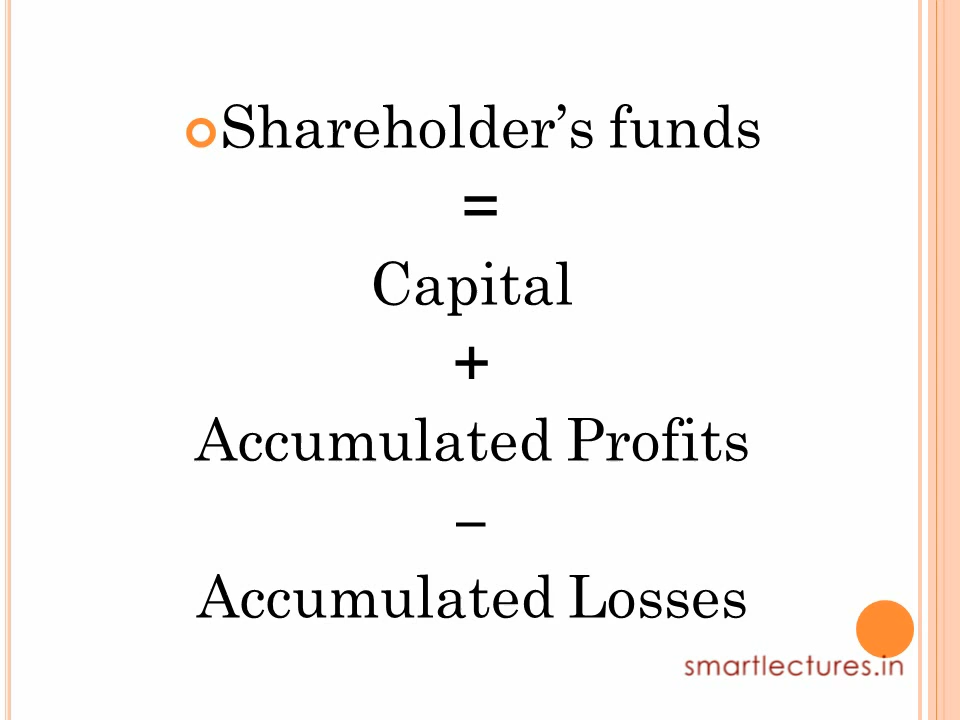 Shareholder’s funds
=
Capital
+
Accumulated Profits
–
Accumulated Losses
smartlectures.in